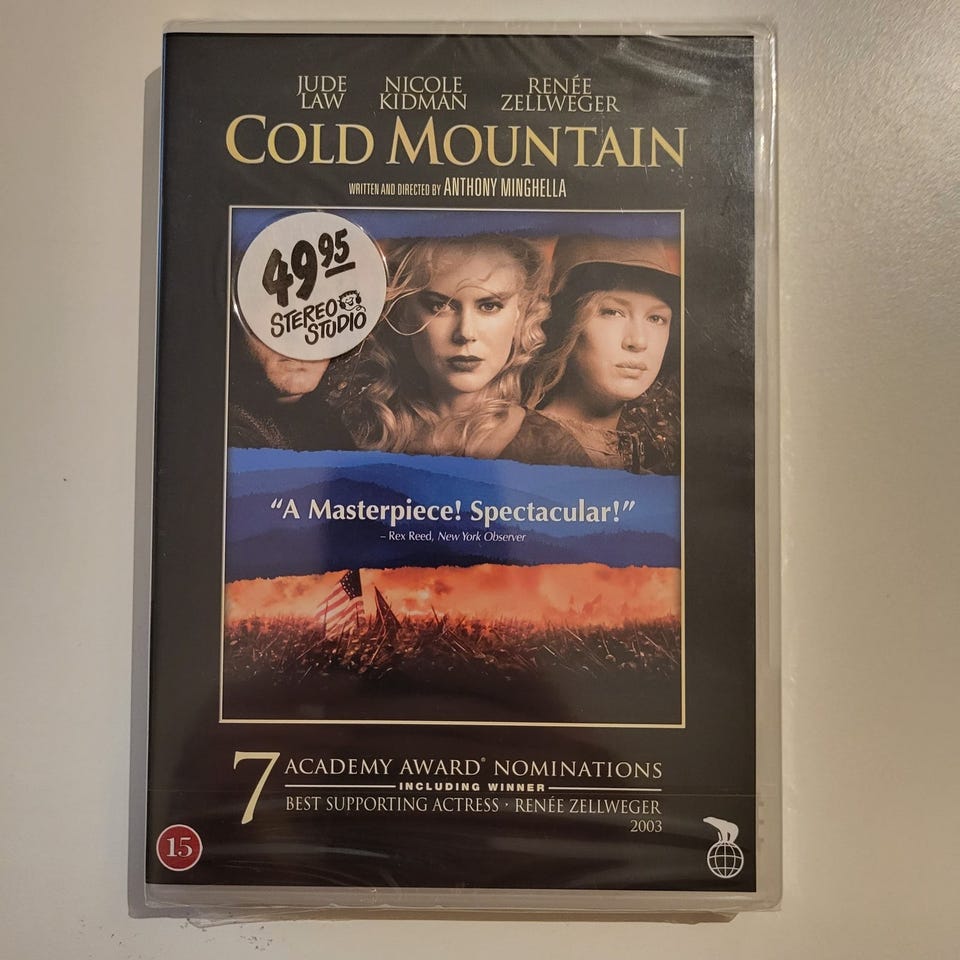 JUDE LAW
NICOLE KIDMAN
RENÉE ZELLWEGER
COLD MOUNTAIN
WRITTEN AND DIRECTED BY ANTHONY MINGHELLA
49 95
STEREO
STUDIO
“A Masterpiece! Spectacular!”
– Rex Reed, New York Observer
7 ACADEMY AWARD® NOMINATIONS
INCLUDING WINNER
BEST SUPPORTING ACTRESS · RENÉE ZELLWEGER
2003
15